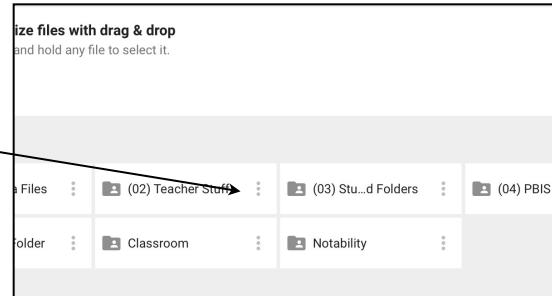 ize files with drag & drop
and hold any file to select it.
a Files (02) Teacher Stuff (03) Stu...d Folders (04) PBIS
Folder Classroom Notability